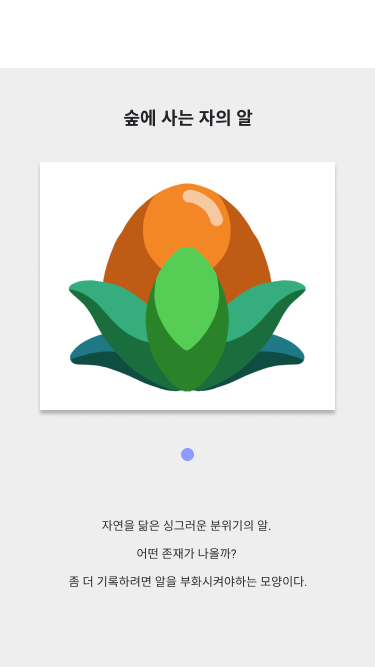 숲에 사는 자의 알
자연을 닮은 싱그러운 분위기의 알.
어떤 존재가 나올까?
좀 더 기록하려면 알을 부화시켜야하는 모양이다.